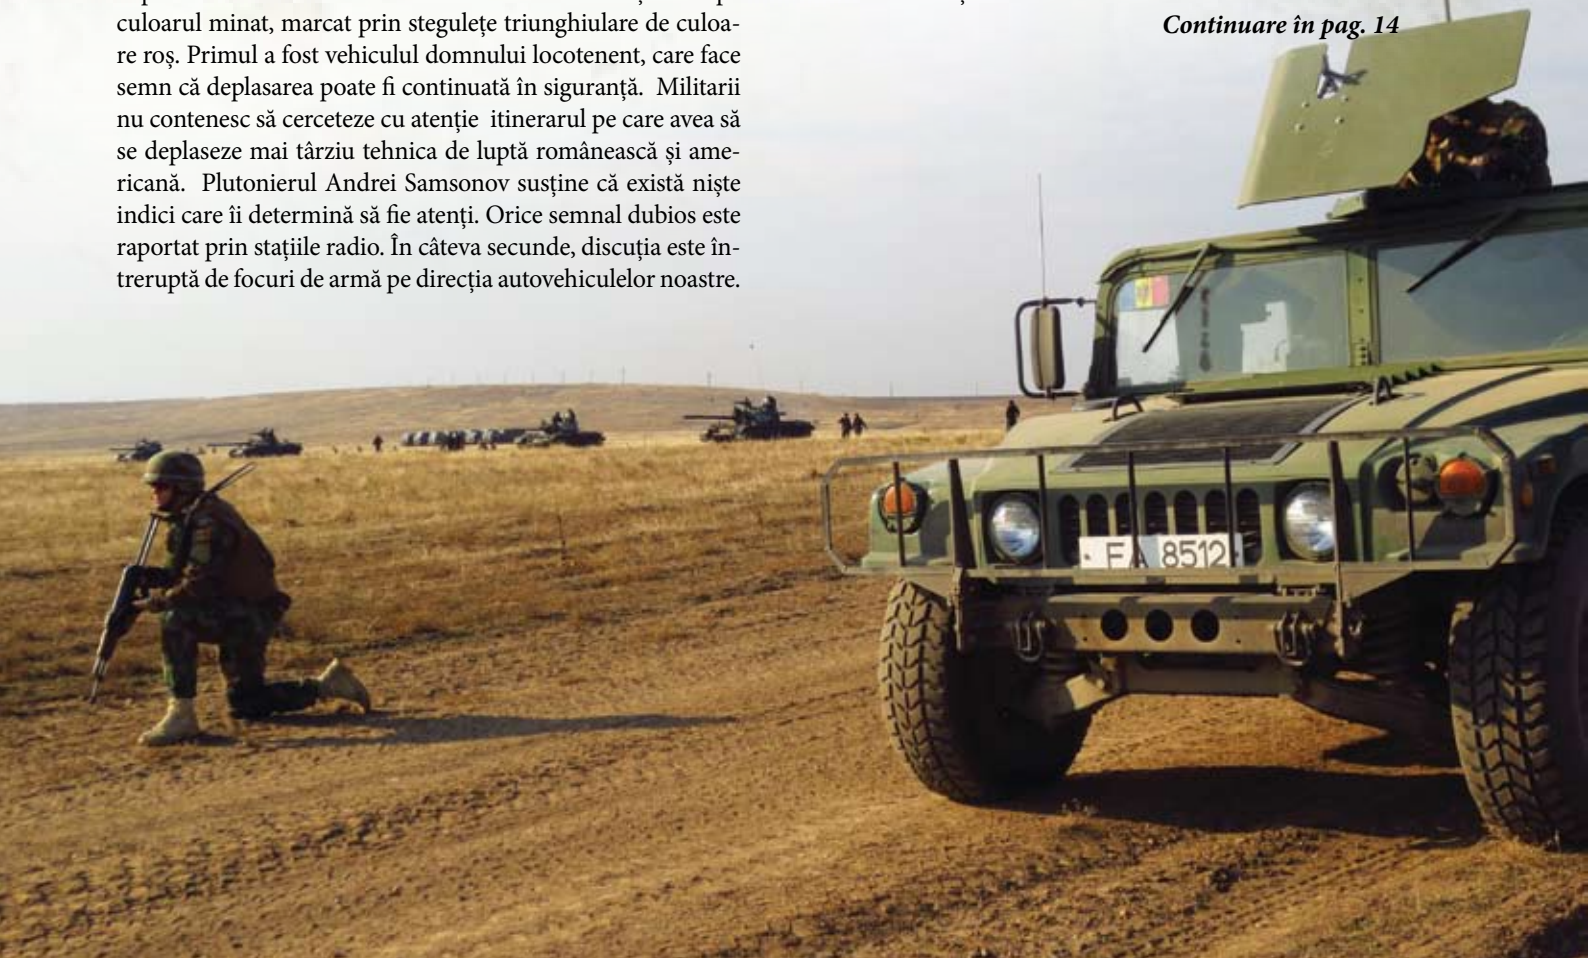 culoarul minat, marcat prin stegulețe triunghiulare de culoa-
re roș. Primul a fost vehiculul domnului locotenent, care face
semn că deplasarea poate fi continuată în siguranță.  Militarii
nu contenesc să cerceteze cu atenție  itinerarul pe care avea să
se deplaseze mai târziu tehnica de luptă românească și ame-
ricană.  Plutonierul Andrei Samsonov susține că există niște
indici care îi determină să fie atenți. Orice semnal dubios este
raportat prin stațiile radio. În câteva secunde, discuția este în-
treruptă de focuri de armă pe direcția autovehiculelor noastre.
Continuare în pag. 14
FA 8512